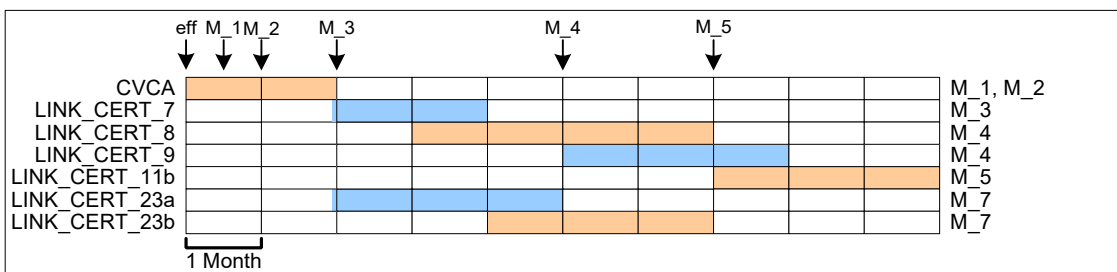 eff M_1 M_2 M_3 M_4 M_5
CVCA M_1, M_2
LINK_CERT_7 M_3
LINK_CERT_8 M_4
LINK_CERT_9 M_4
LINK_CERT_11b M_5
LINK_CERT_23a M_7
LINK_CERT_23b M_7
1 Month